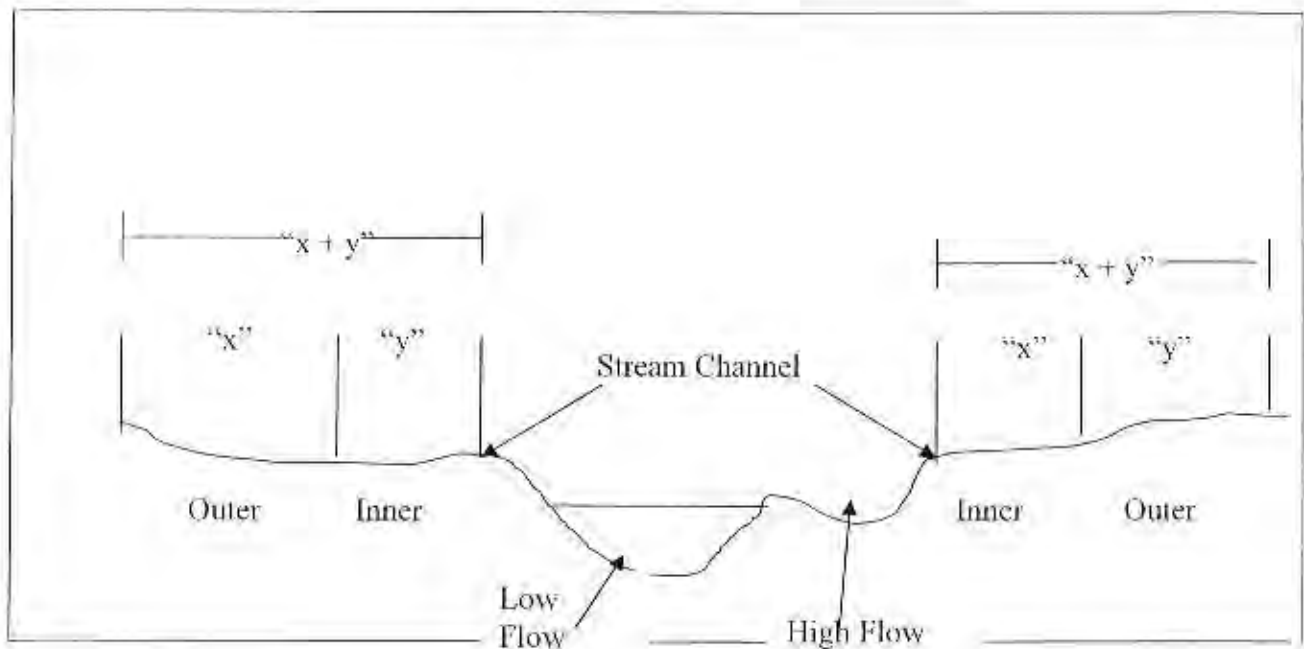 “x + y”
“x + y”
“x”
“y”
“x”
“y”
Stream Channel
Outer
Inner
Inner
Outer
Low
Flow
High Flow